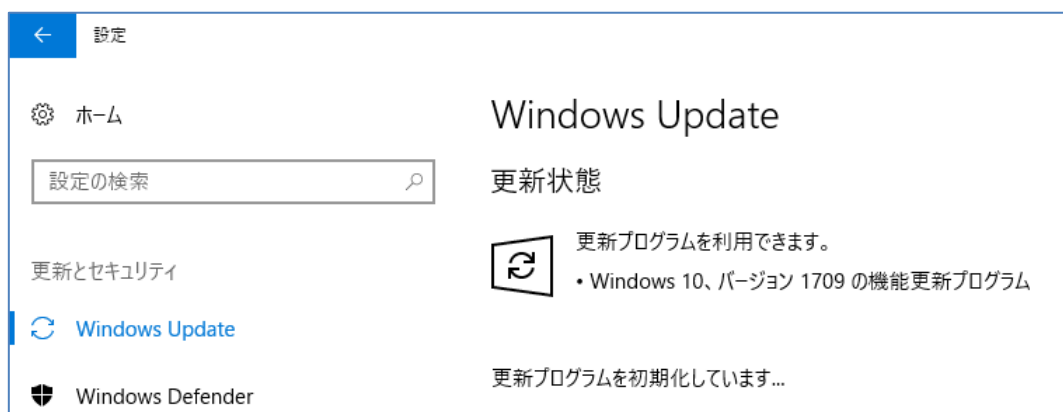 設定
ホーム
設定の検索
更新とセキュリティ
Windows Update
Windows Defender
Windows Update
更新状態
更新プログラムを利用できます。
• Windows 10、バージョン 1709 の機能更新プログラム
更新プログラムを初期化しています...